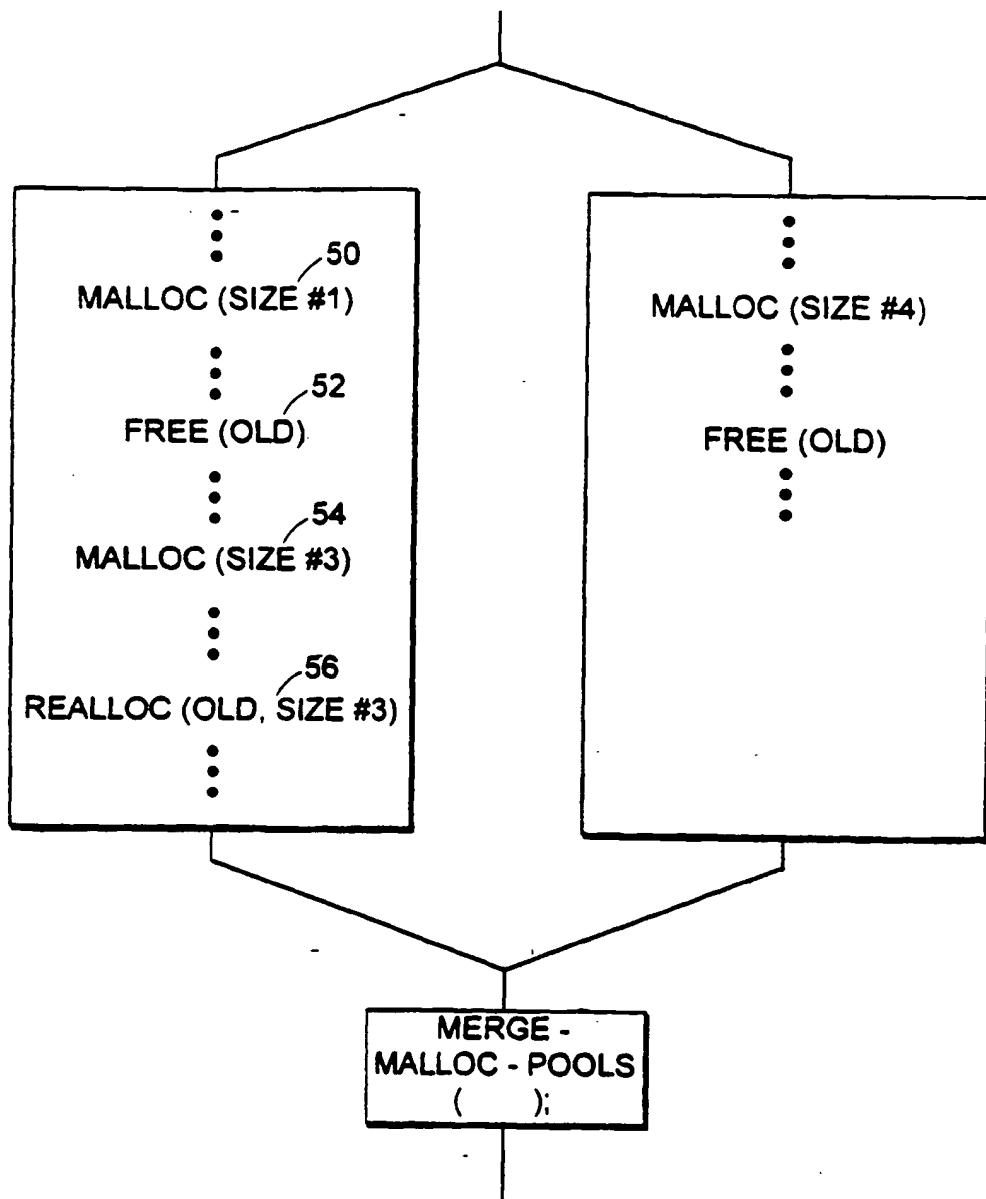 50
MALLOC (SIZE #1)
52
FREE (OLD)
54
MALLOC (SIZE #3)
56
REALLOC (OLD, SIZE #3)
MALLOC (SIZE #4)
FREE (OLD)
MERGE -
MALLOC - POOLS
( );